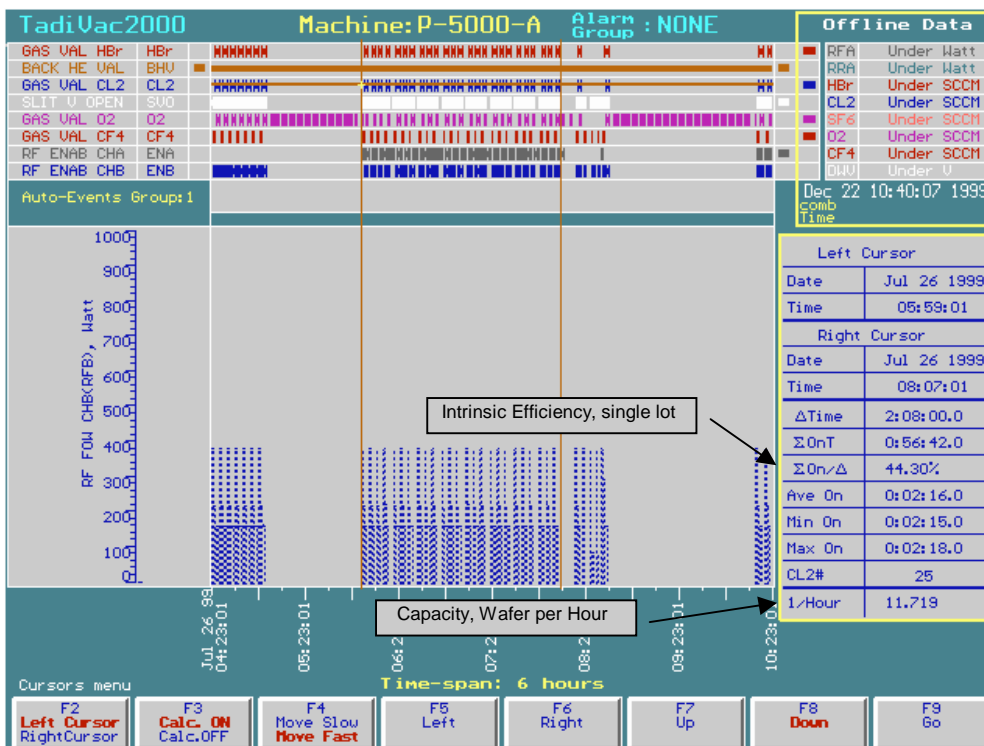 TadiVac2000 Machine:P-5000-A Alarm Group : NONE Offline Data
GAS VAL HBr HBr
BACK HE VAL BHV
GAS VAL CL2 CL2
SLIT V OPEN SVO
GAS VAL O2 O2
GAS VAL CF4 CF4
RF ENAB CHA ENA
RF ENAB CHB ENB
RFA Under Watt
RRA Under Watt
HBr Under SCCM
CL2 Under SCCM
SF6 Under SCCM
O2 Under SCCM
CF4 Under SCCM
DWV Under V
Auto-Events Group:1
Dec 22 10:40:07 1999
comb
Time
RF FOW CHB(RFB), Watt
1000
900
800
700
600
500
400
300
200
100
0
Left Cursor
Date Jul 26 1999
Time 05:59:01
Right Cursor
Date Jul 26 1999
Time 08:07:01
ΔTime 2:08:00.0
ΣOnT 0:56:42.0
ΣOn/Δ 44.30%
Ave On 0:02:16.0
Min On 0:02:15.0
Max On 0:02:18.0
CL2# 25
1/Hour 11.719
Intrinsic Efficiency, single lot
Capacity, Wafer per Hour
Jul 26 99
04:23:01
05:23:01
06:2
07:2
08:2
09:23:01
10:23:0
Cursors menu
Time-span: 6 hours
F2
Left Cursor
RightCursor
F3
Calc. ON
Calc.OFF
F4
Move Slow
Move Fast
F5
Left
F6
Right
F7
Up
F8
Down
F9
Go